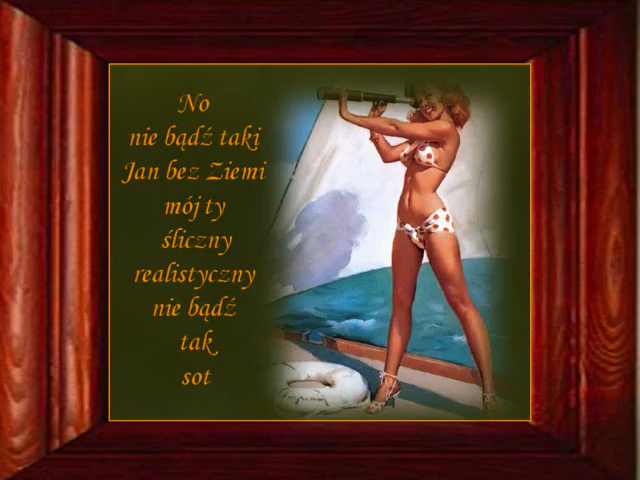 No
nie bądź taki
Jan bez Ziemi
mój ty
śliczny
realistyczny
nie bądź
tak
sot